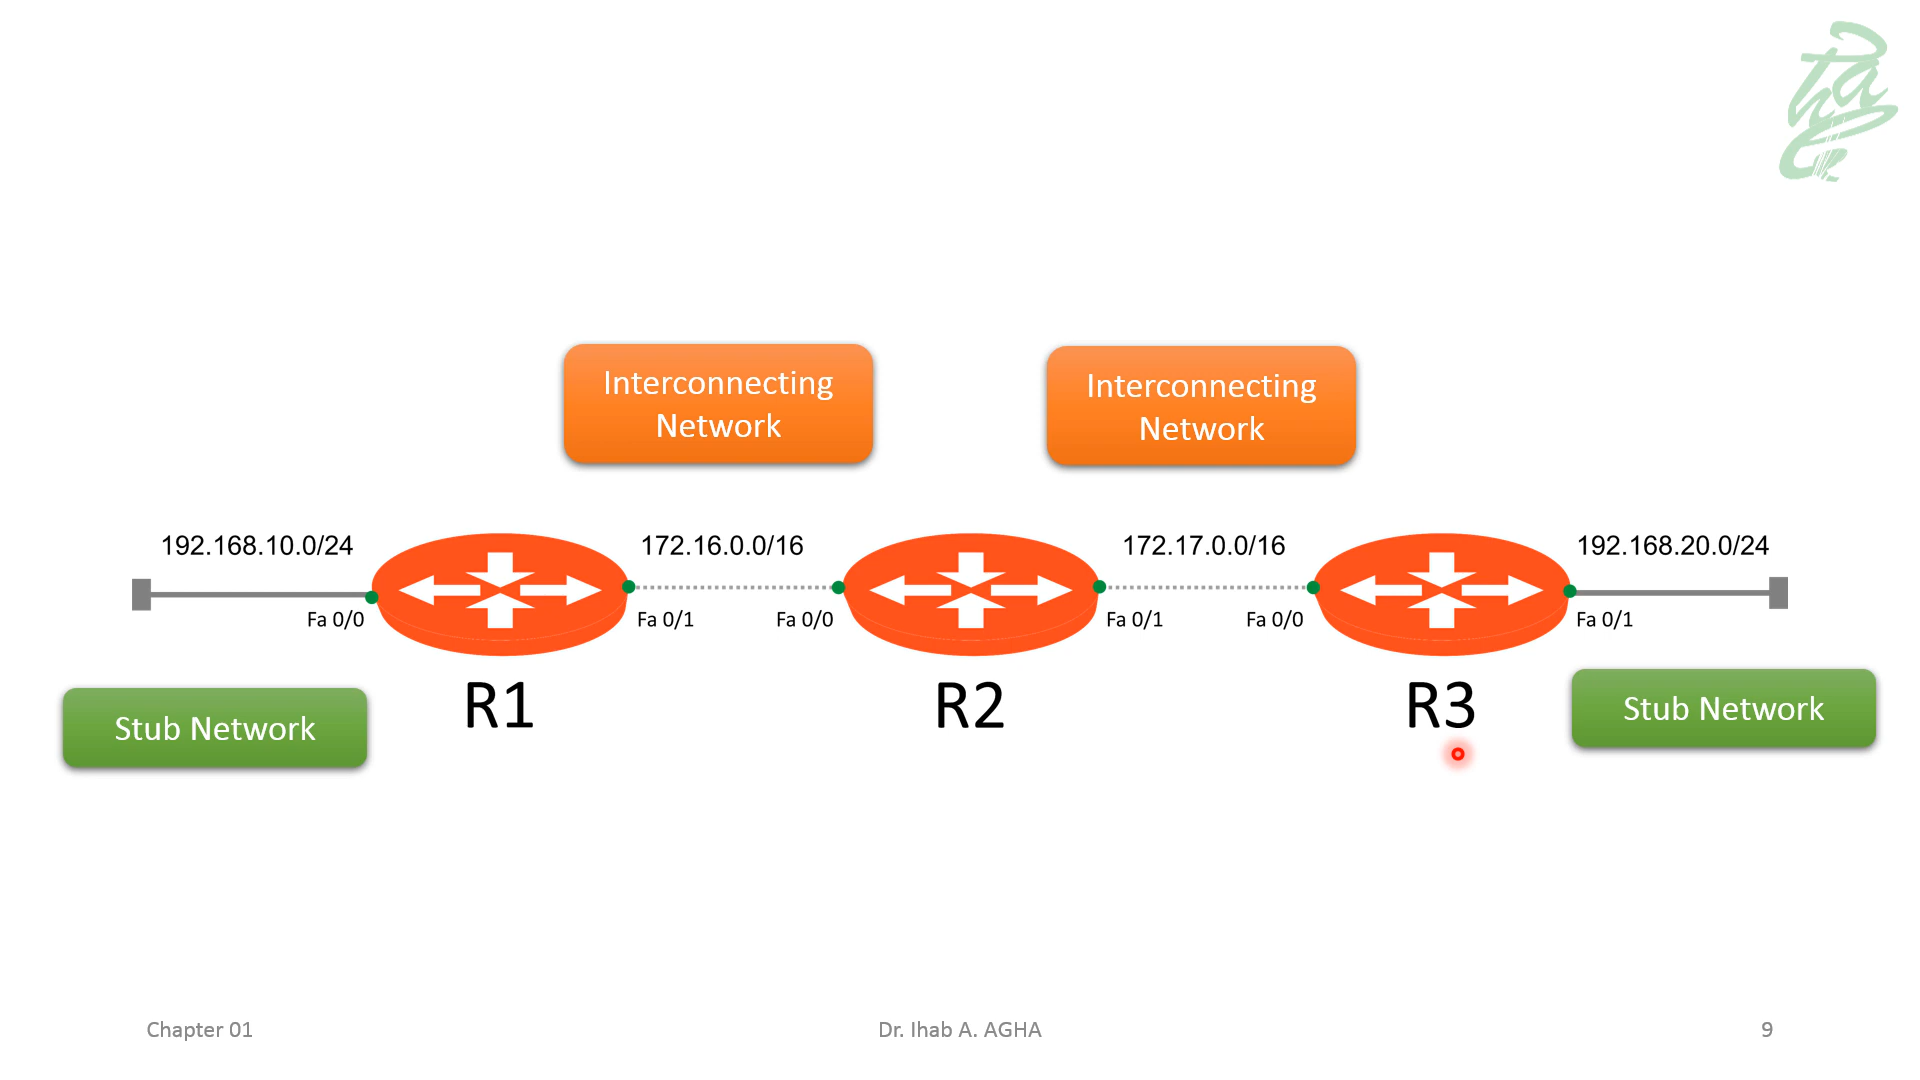 Interconnecting
Network
Interconnecting
Network
192.168.10.0/24
172.16.0.0/16
172.17.0.0/16
192.168.20.0/24
Fa 0/0
Fa 0/1
Fa 0/0
Fa 0/1
Fa 0/0
Fa 0/1
R1
R2
R3
Stub Network
Stub Network
Chapter 01
Dr. Ihab A. AGHA
9